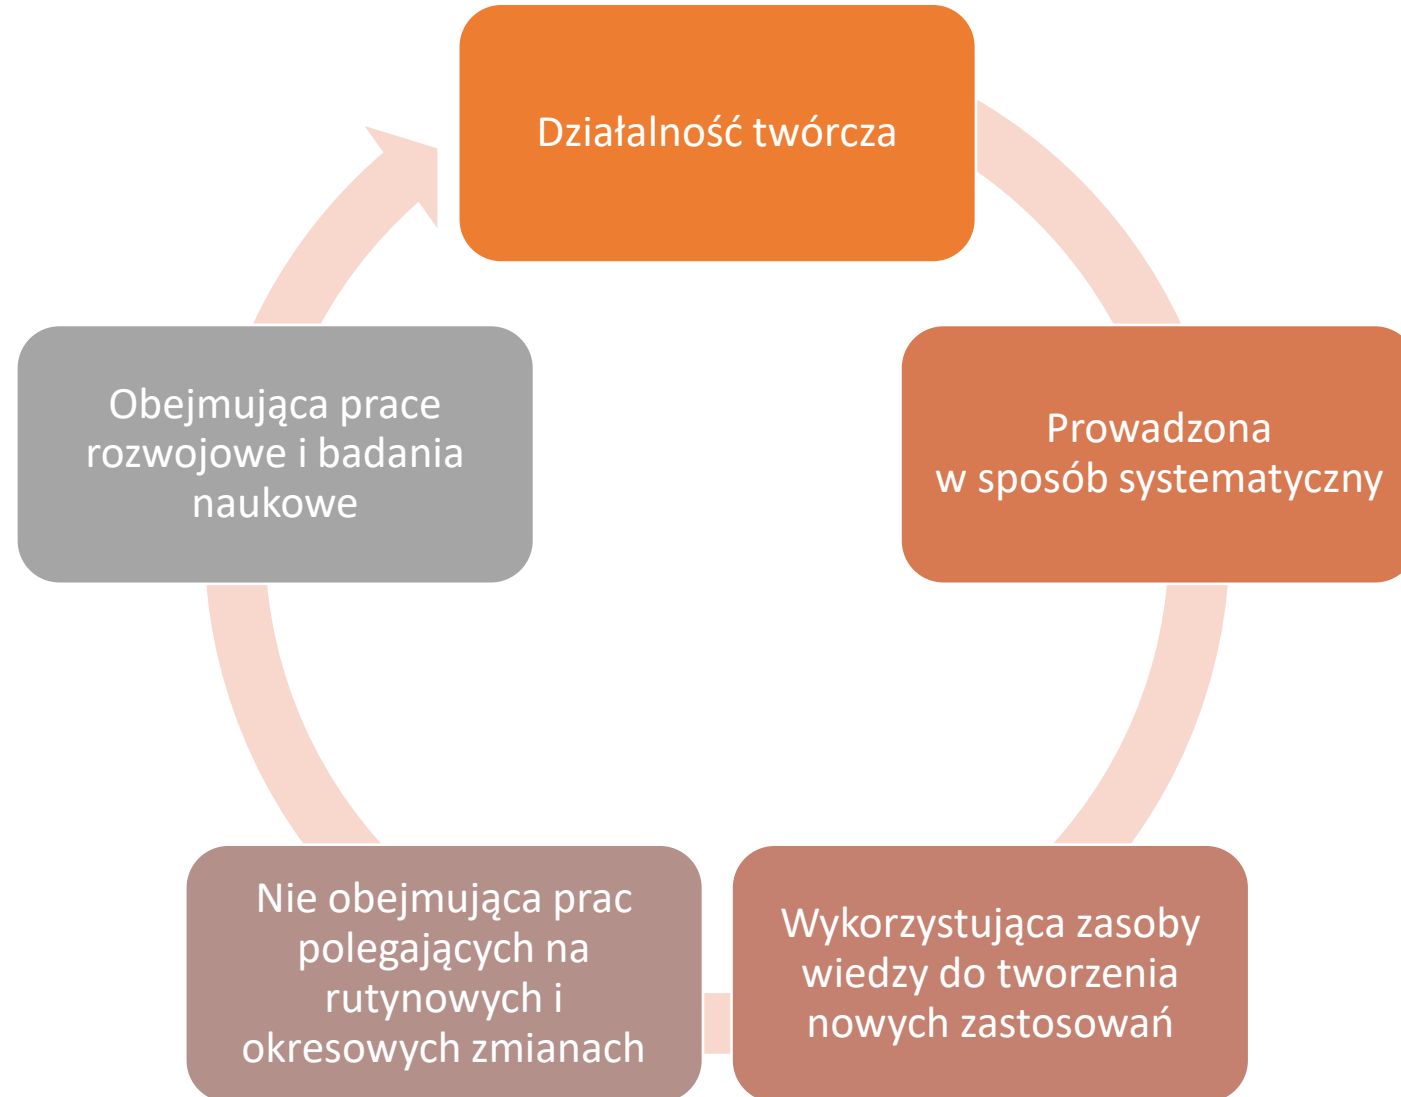 Działalność twórcza
Prowadzona
w sposób systematyczny
Wykorzystująca zasoby
wiedzy do tworzenia
nowych zastosowań
Nie obejmująca prac
polegających na
rutynowych i
okresowych zmianach
Obejmująca prace
rozwojowe i badania
naukowe